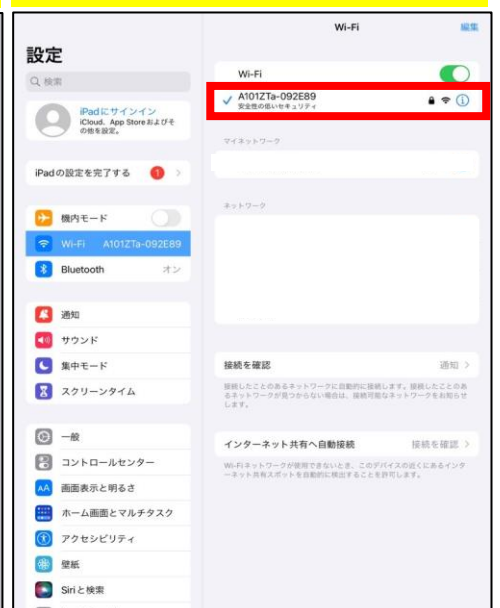 Wi-Fi
編集
設定
検索
iPadにサインイン
iCloud、App Storeおよびそ
の他を設定。
iPadの設定を完了する
1
機内モード
Wi-Fi
A101ZTa-092E89
Bluetooth
オン
通知
サウンド
集中モード
スクリーンタイム
一般
コントロールセンター
AA
画面表示と明るさ
ホーム画面とマルチタスク
アクセシビリティ
壁紙
Siriと検索
Wi-Fi
A101ZTa-092E89
安全性の低いセキュリティ
マイネットワーク
ネットワーク
接続を確認
通知
接続したことのあるネットワークに自動的に接続します。接続したことのあ
るネットワークが見つからない場合は、接続可能なネットワークをお知らせ
します。
インターネット共有へ自動接続
接続を確認
Wi-Fiネットワークが使用できないとき、このデバイスの近くにあるインタ
ーネット共有スポットを自動的に検出することを許可します。